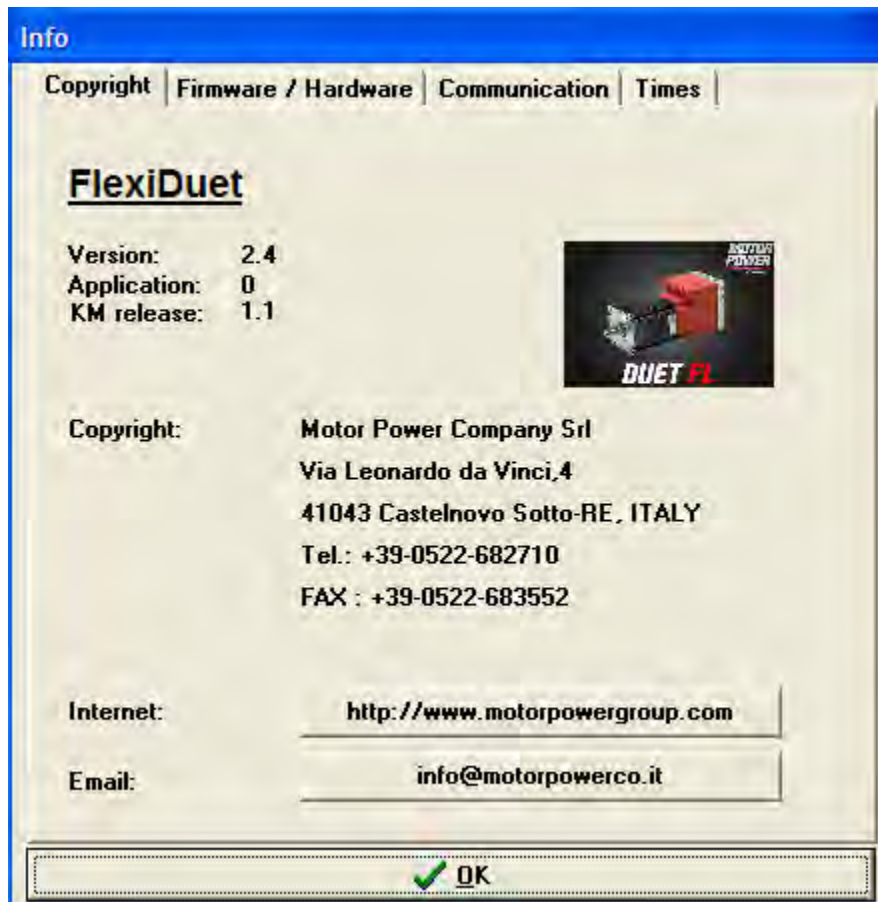 Info
Copyright Firmware / Hardware Communication Times
FlexiDuet
Version: 2.4
Application: 0
KM release: 1.1
MOTOR
POWER
DUET FL
Copyright: Motor Power Company Srl
Via Leonardo da Vinci,4
41043 Castelnovo Sotto-RE, ITALY
Tel.: +39-0522-682710
FAX : +39-0522-683552
Internet: http://www.motorpowergroup.com
Email: info@motorpowerco.it
OK